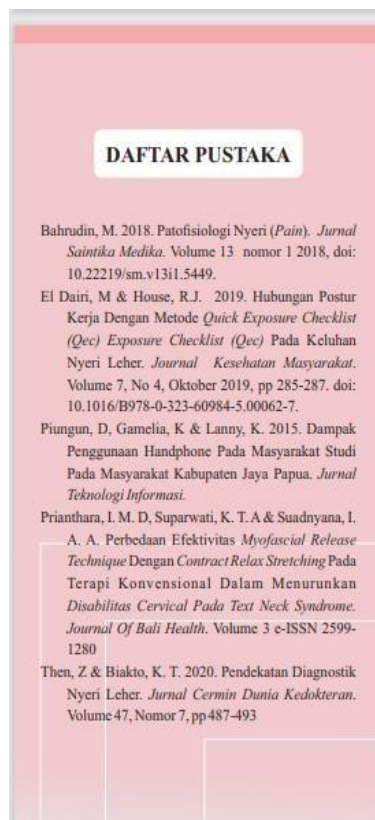 DAFTAR PUSTAKA
Bahrudin, M. 2018. Patofisiologi Nyeri (Pain). Jurnal
Saintika Medika. Volume 13 nomor 1 2018, doi:
10.22219/sm.v13i1.5449.
El Dairi, M & House, R.J. 2019. Hubungan Postur
Kerja Dengan Metode Quick Exposure Checklist
(Qec) Exposure Checklist (Qec) Pada Keluhan
Nyeri Leher. Journal Kesehatan Masyarakat.
Volume 7, No 4, Oktober 2019, pp 285-287. doi:
10.1016/B978-0-323-60984-5.00062-7.
Piungun, D, Gamelia, K & Lanny, K. 2015. Dampak
Penggunaan Handphone Pada Masyarakat Studi
Pada Masyarakat Kabupaten Jaya Papua. Jurnal
Teknologi Informasi.
Prianthara, I. M. D, Suparwati, K. T. A & Suadnyana, I.
A. A. Perbedaan Efektivitas Myofascial Release
Technique Dengan Contract Relax Stretching Pada
Terapi Konvensional Dalam Menurunkan
Disabilitas Cervical Pada Text Neck Syndrome.
Journal Of Bali Health. Volume 3 e-ISSN 2599-
1280
Then, Z & Biakto, K. T. 2020. Pendekatan Diagnostik
Nyeri Leher. Jurnal Cermin Dunia Kedokteran.
Volume 47, Nomor 7, pp 487-493